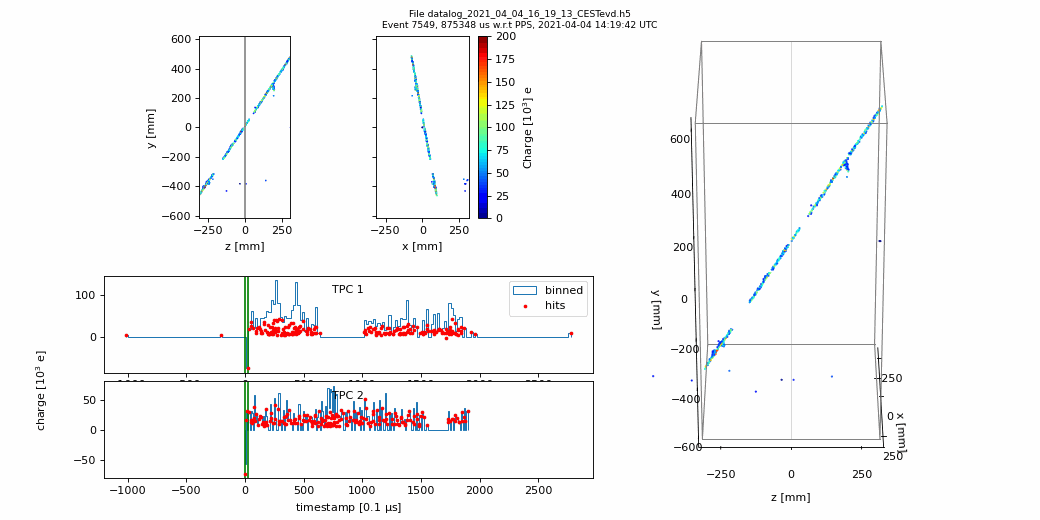 File datalog_2021_04_04_16_19_13_CESTevd.h5
Event 7549, 875348 us w.r.t PPS, 2021-04-04 14:19:42 UTC
600
400
200
0
−200
−400
−600
y [mm]
−250 0 250
z [mm]
−250 0 250
x [mm]
200
175
150
125
100
75
50
25
0
Charge [10³] e
TPC 1
binned
hits
100
0
TPC 2
50
0
−50
−1000 −500 0 500 1000 1500 2000 2500
timestamp [0.1 μs]
charge [10³ e]
600
400
200
0
−200
−400
−600
y [mm]
−250 0 250
z [mm]
−250
0
250
x [mm]